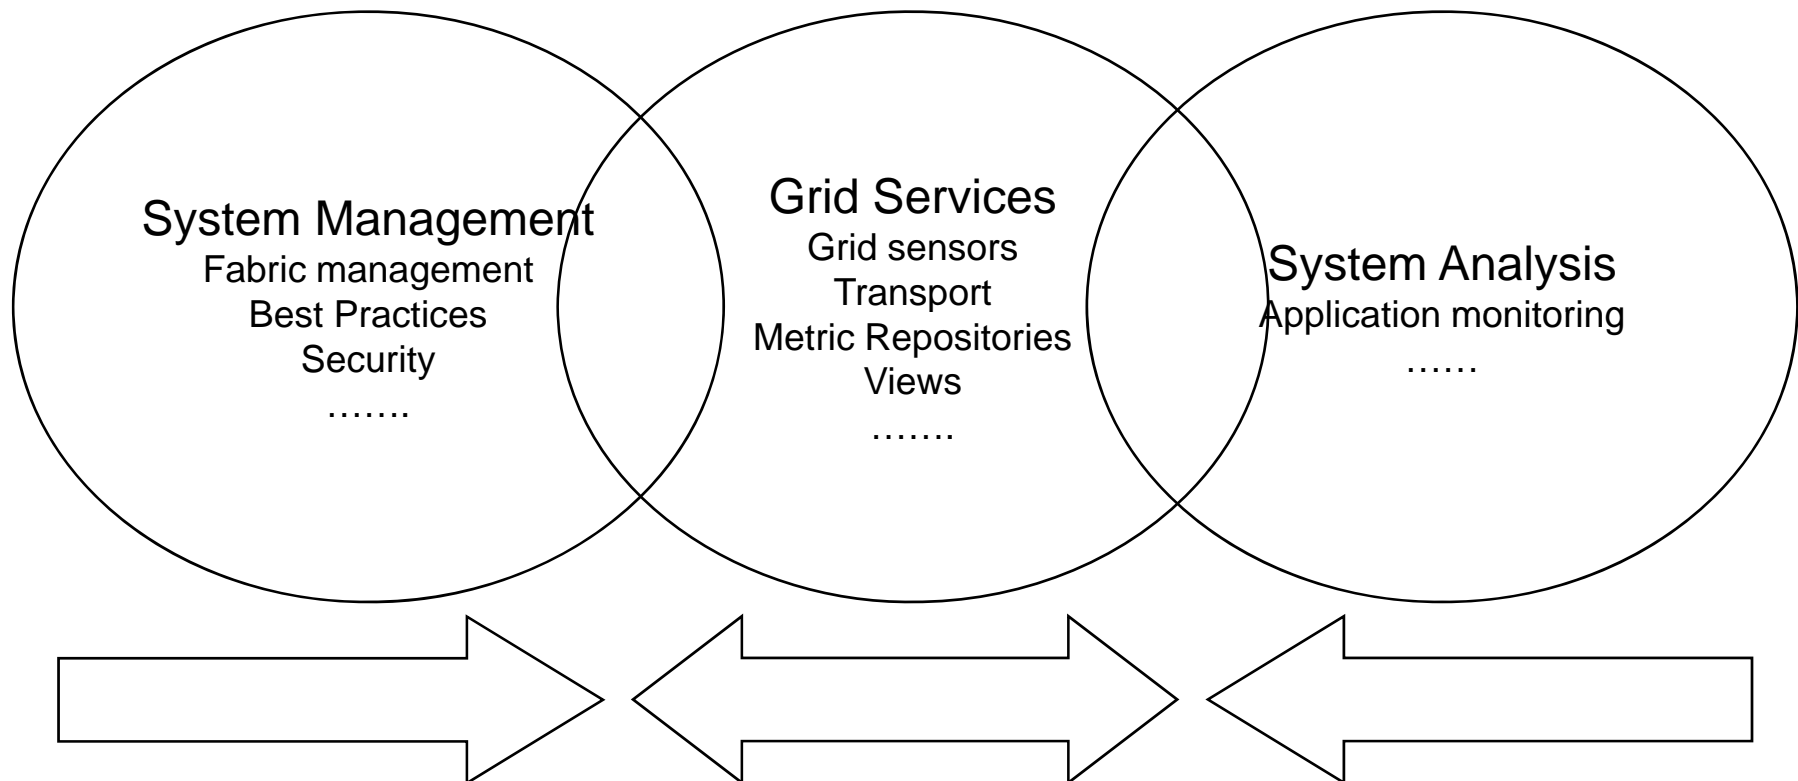 System Management
Fabric management
Best Practices
Security
…….
Grid Services
Grid sensors
Transport
Metric Repositories
Views
…….
System Analysis
Application monitoring
……